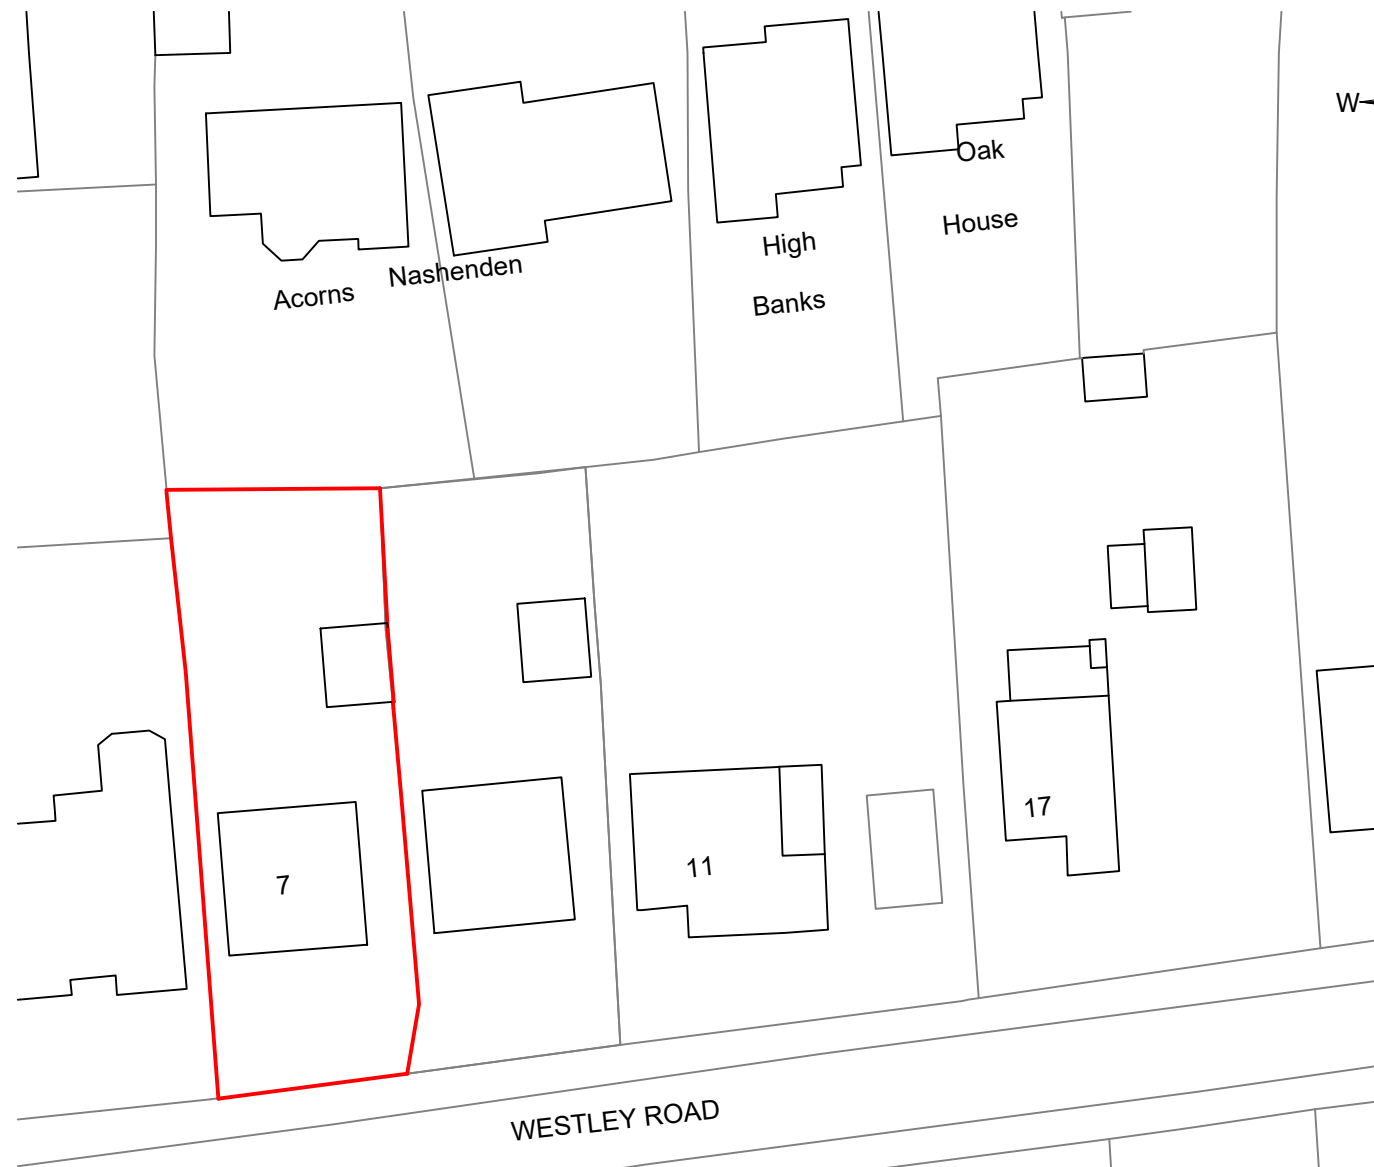 W
Oak
House
High
Banks
Nashenden
Acorns
17
11
7
WESTLEY ROAD